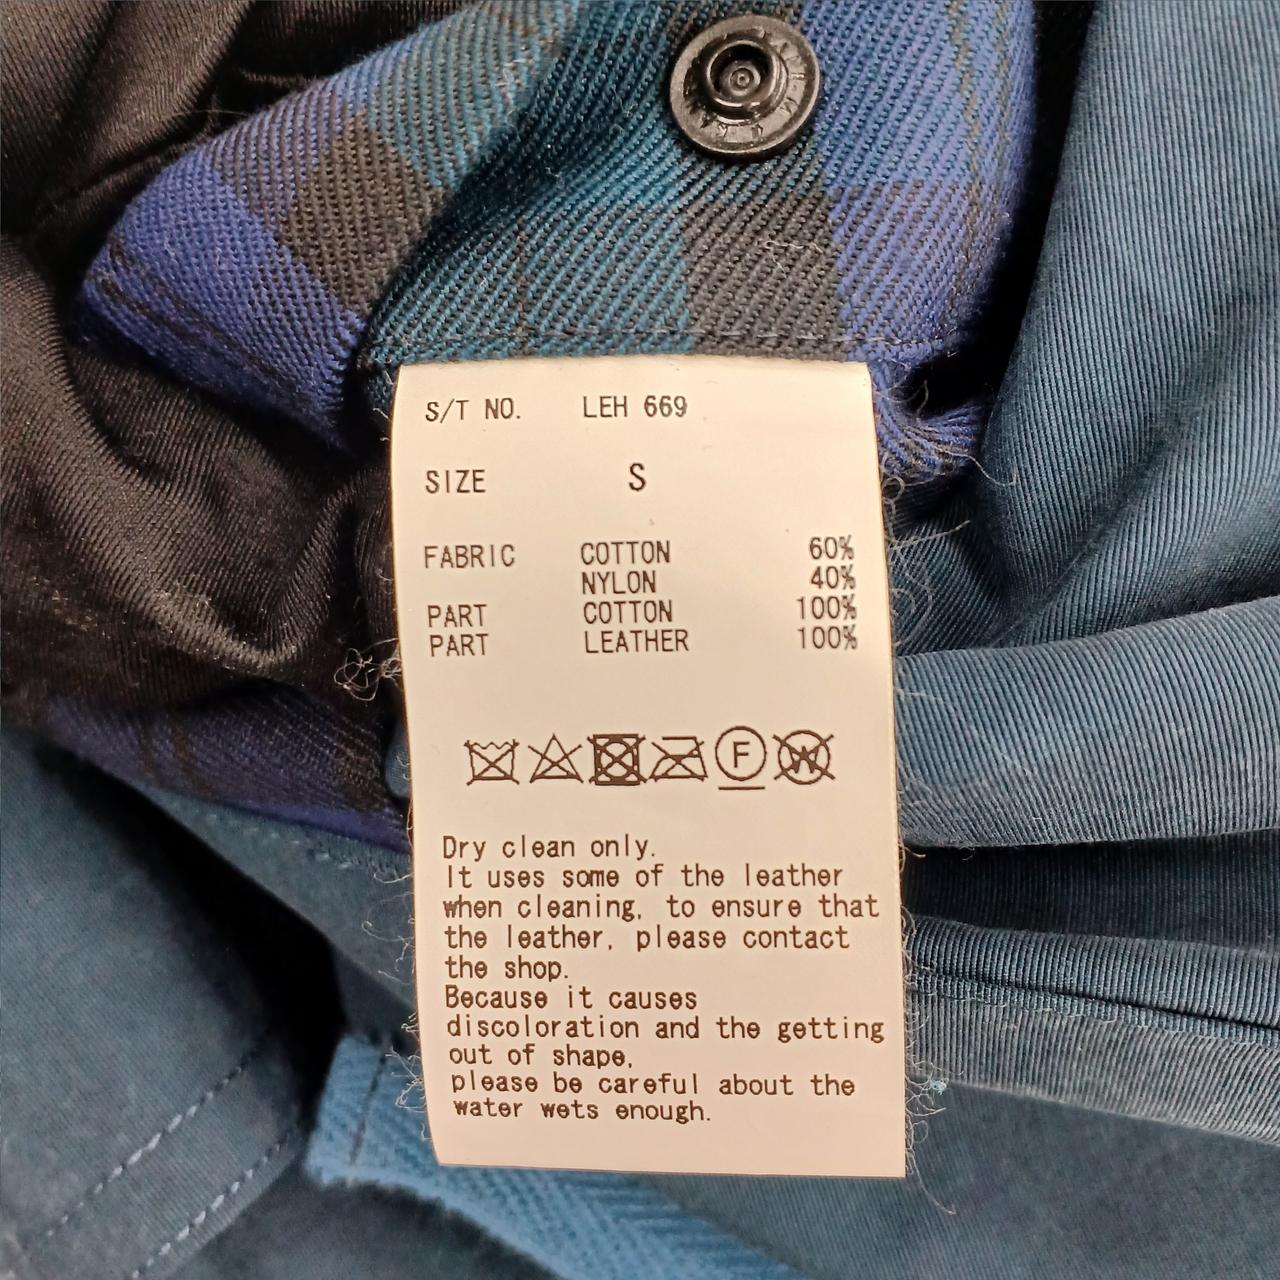 S/T NO. LEH 669
SIZE S
FABRIC COTTON 60%
NYLON 40%
PART COTTON 100%
PART LEATHER 100%
F W
Dry clean only.
It uses some of the leather
when cleaning, to ensure that
the leather, please contact
the shop.
Because it causes
discoloration and the getting
out of shape,
please be careful about the
water wets enough.